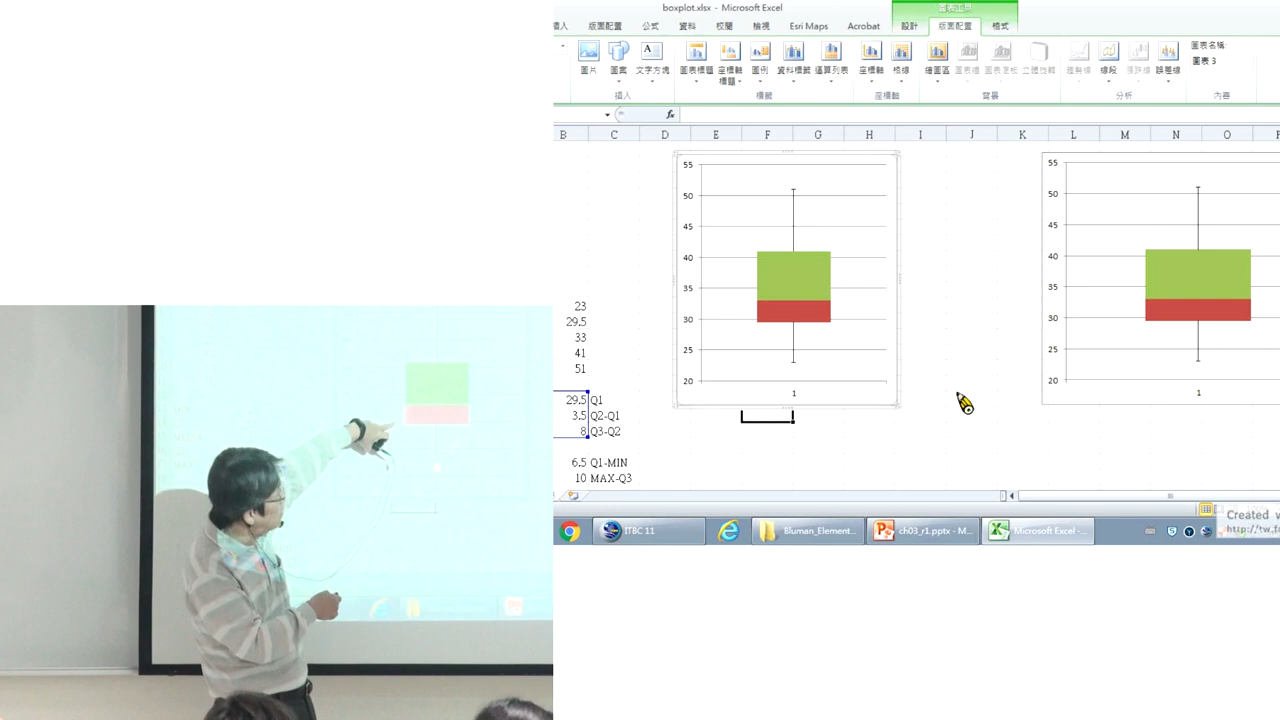 boxplot.xlsx - Microsoft Excel
圖表工具
插入 版面配置 公式 資料 校閱 檢視 Esri Maps Acrobat 設計 版面配置 格式
圖片 圖案 文字方塊 圖表標題 座標軸標題 圖例 資料標籤 運算列表 座標軸 格線 繪圖區 圖表牆 圖表底板 立體旋轉 趨勢線 線段 漲跌線 誤差線
圖表名稱:
圖表 3
插入 標籤 座標軸 背景 分析 內容
fx
B C D E F G H I J K L M N O P
55
50
45
40
35
30
25
20
1
55
50
45
40
35
30
25
20
1
23
29.5
33
41
51
29.5 Q1
3.5 Q2-Q1
8 Q3-Q2
6.5 Q1-MIN
10 MAX-Q3
ITBC 11
Bluman_Element...
ch03_r1.pptx - M...
Microsoft Excel -...
Created
http://tw.